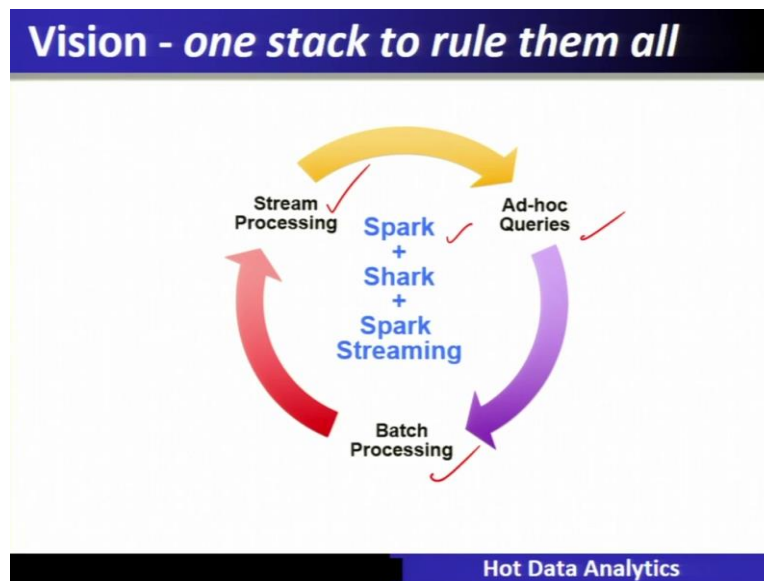 Vision - one stack to rule them all
Stream
Processing
Ad-hoc
Queries
Spark
+
Shark
+
Spark
Streaming
Batch
Processing
Hot Data Analytics